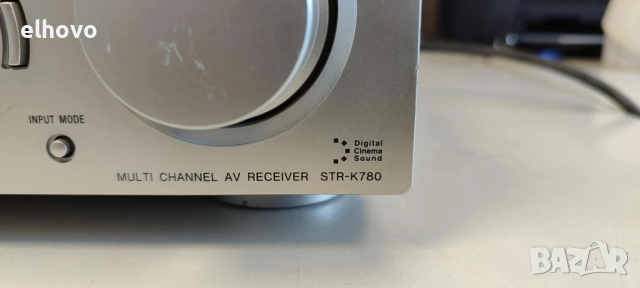 elhovo
INPUT MODE
Digital
Cinema
Sound
MULTI CHANNEL AV RECEIVER STR-K780
BAZAR